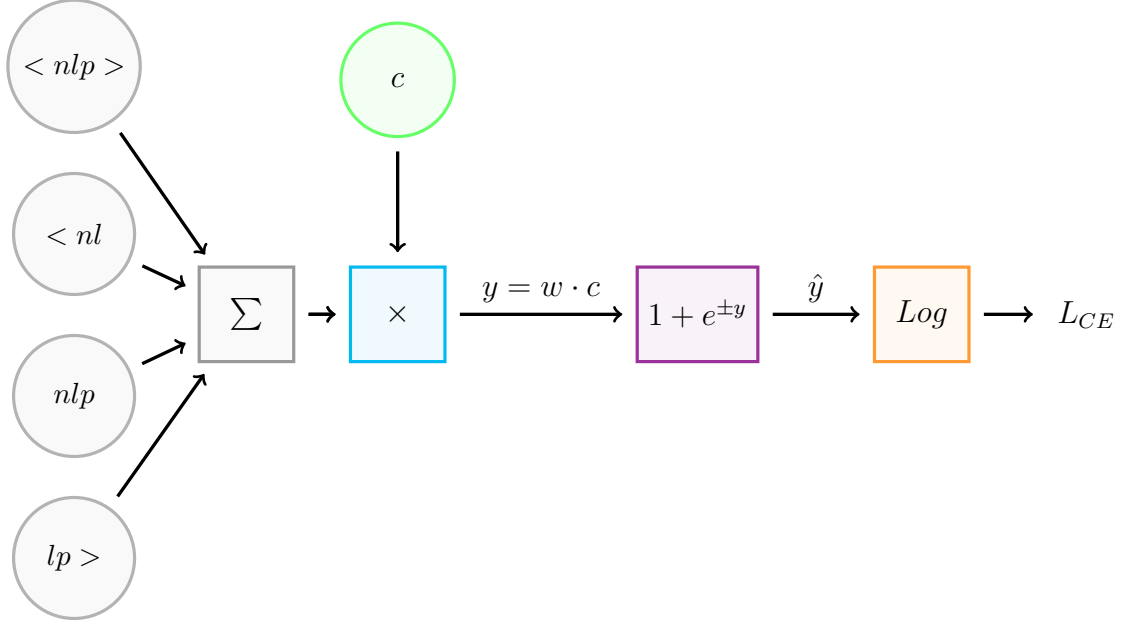 < nlp >
c
< nl
∑
×
y = w · c
1 + e^{±y}
ŷ
Log
L_{CE}
nlp
lp >